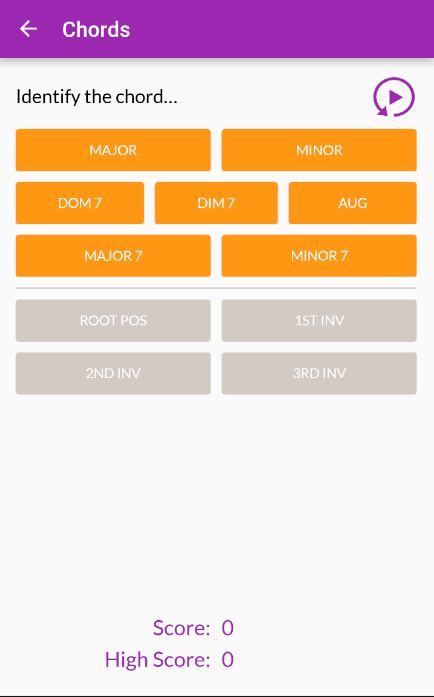 Chords
Identify the chord...
MAJOR MINOR
DOM 7 DIM 7 AUG
MAJOR 7 MINOR 7
ROOT POS 1ST INV
2ND INV 3RD INV
Score: 0
High Score: 0